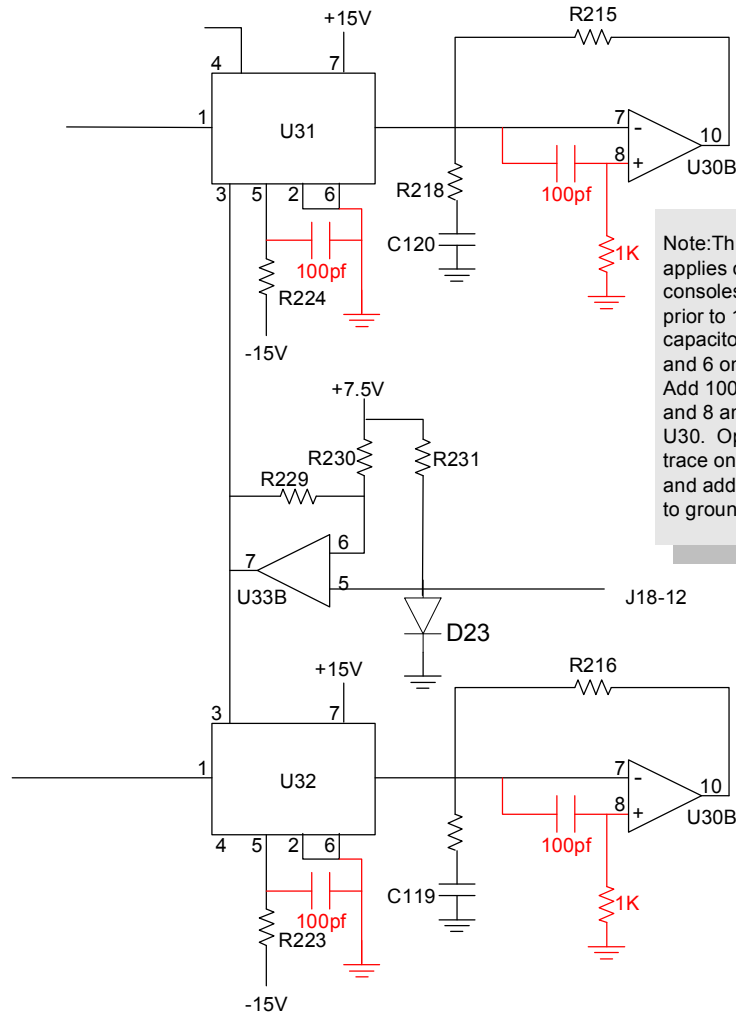 R215
+15V
4
7
1
U31
7
-
10
8
+
U30B
3
5
2
6
R218
100pf
C120
1K
100pf
R224
-15V
Note:Th
applies
consoles
prior to
capacito
and 6 or
Add 100
and 8 ar
U30. Op
trace on
and add
to groun
+7.5V
R230
R231
R229
6
7
5
U33B
J18-12
D23
+15V
R216
3
7
1
U32
7
-
10
8
+
U30B
4
5
2
6
100pf
C119
1K
100pf
R223
-15V